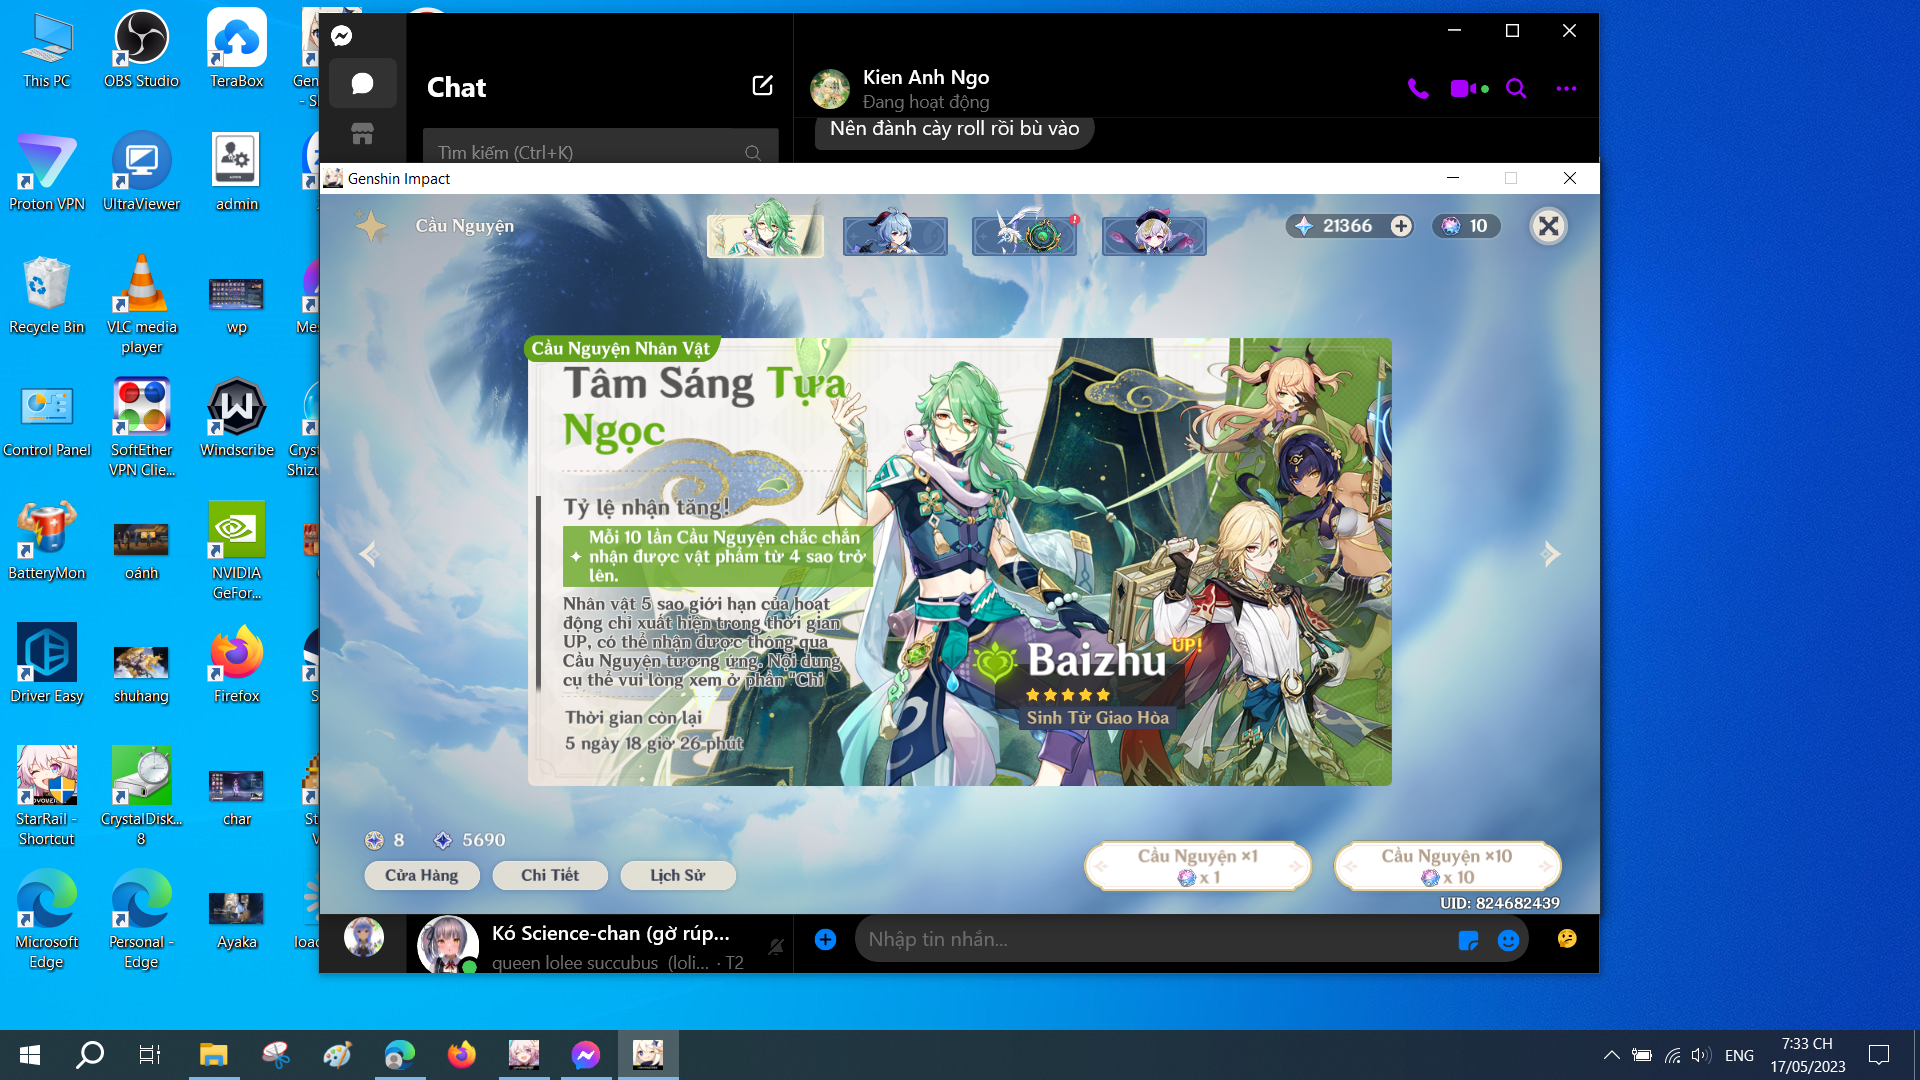 This PC
OBS Studio
TeraBox
Proton VPN
UltraViewer
admin
Recycle Bin
VLC media
player
wp
Control Panel
SoftEther
VPN Clie...
Windscribe
BatteryMon
oánh
NVIDIA
GeFor...
Driver Easy
shuhang
Firefox
StarRail -
Shortcut
CrystalDisk...
8
char
Microsoft
Edge
Personal -
Edge
Ayaka
Chat
Tìm kiếm (Ctrl+K)
Kien Anh Ngo
Đang hoạt động
Nên đành cày roll rồi bù vào
Genshin Impact
Cầu Nguyện
21366
10
Cầu Nguyện Nhân Vật
Tâm Sáng Tựa
Ngọc
Tỷ lệ nhận tăng!
Mỗi 10 lần Cầu Nguyện chắc chắn
nhận được vật phẩm từ 4 sao trở
lên.
Nhân vật 5 sao giới hạn của hoạt
động chỉ xuất hiện trong thời gian
UP, có thể nhận được thông qua
Cầu Nguyện tương ứng. Nội dung
cụ thể vui lòng xem ở phần "Chi
Thời gian còn lại
5 ngày 18 giờ 26 phút
Baizhu
UP!
Sinh Tử Giao Hòa
8
5690
Cửa Hàng
Chi Tiết
Lịch Sử
Cầu Nguyện ×1
x 1
Cầu Nguyện ×10
x 10
UID: 824682439
Kó Science-chan (gờ rúp...
queen lolee succubus (loli... · T2
Nhập tin nhắn...
ENG
7:33 CH
17/05/2023